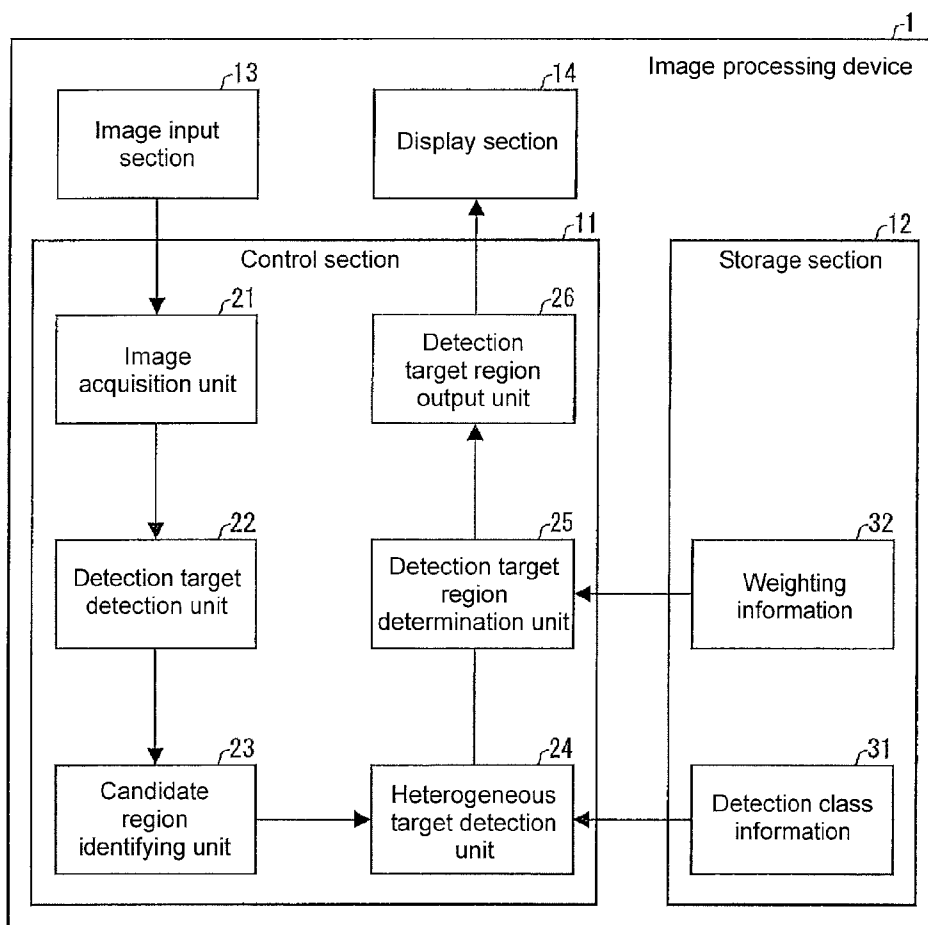 1
Image processing device
13
Image input
section
14
Display section
11
Control section
12
Storage section
21
Image
acquisition unit
26
Detection
target region
output unit
22
Detection target
detection unit
25
Detection target
region
determination unit
32
Weighting
information
23
Candidate
region
identifying unit
24
Heterogeneous
target detection
unit
31
Detection class
information